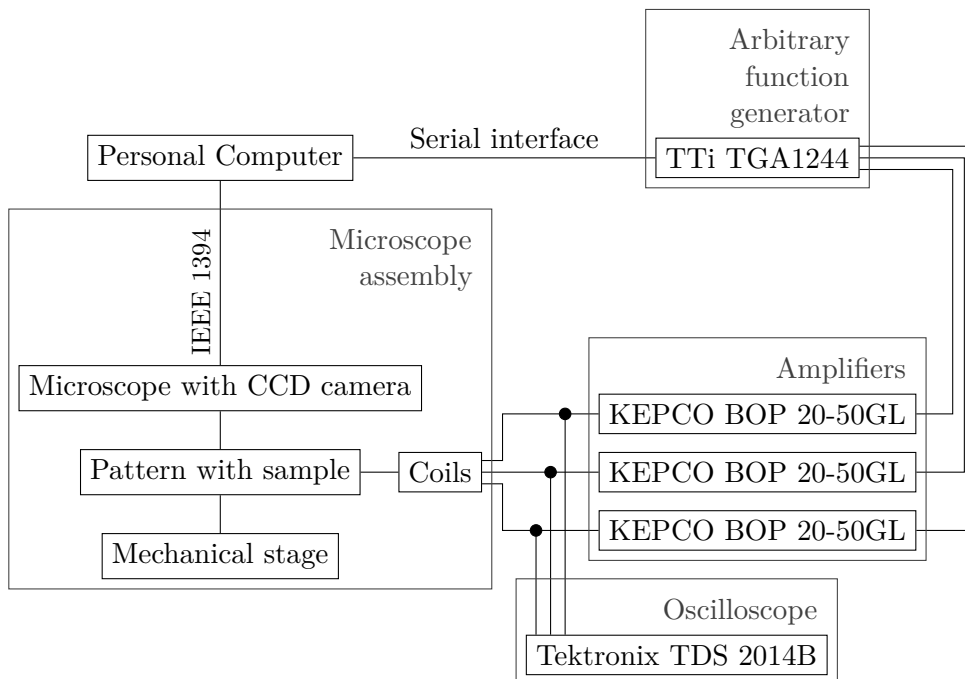 Arbitrary
function
generator
Serial interface
Personal Computer
TTi TGA1244
Microscope
assembly
IEEE 1394
Amplifiers
Microscope with CCD camera
KEPCO BOP 20-50GL
Pattern with sample
Coils
KEPCO BOP 20-50GL
KEPCO BOP 20-50GL
Mechanical stage
Oscilloscope
Tektronix TDS 2014B